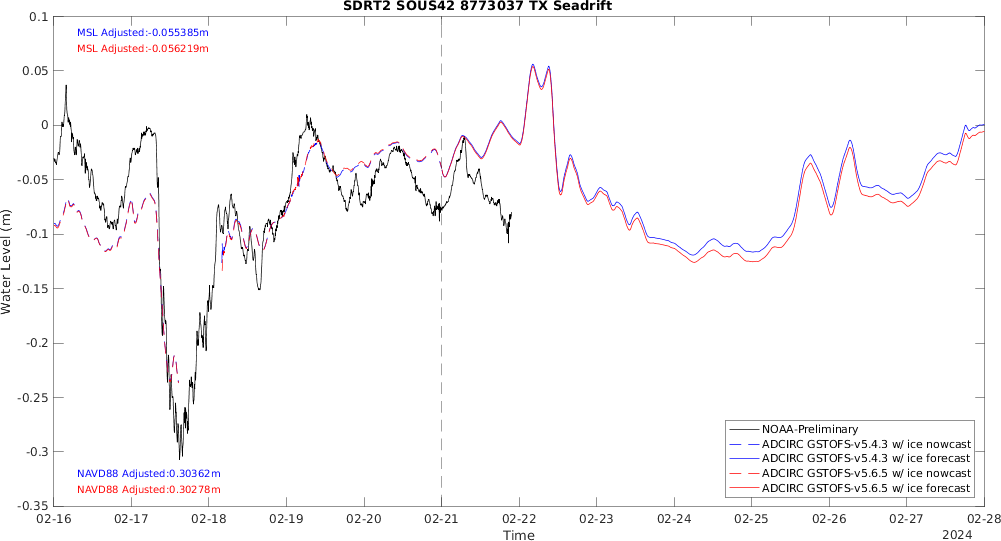 SDRT2 SOUS42 8773037 TX Seadrift
MSL Adjusted:-0.055385m
MSL Adjusted:-0.056219m
0.1
0.05
0
-0.05
-0.1
-0.15
-0.2
-0.25
-0.3
-0.35
Water Level (m)
NAVD88 Adjusted:0.30362m
NAVD88 Adjusted:0.30278m
NOAA-Preliminary
ADCIRC GSTOFS-v5.4.3 w/ ice nowcast
ADCIRC GSTOFS-v5.4.3 w/ ice forecast
ADCIRC GSTOFS-v5.6.5 w/ ice nowcast
ADCIRC GSTOFS-v5.6.5 w/ ice forecast
02-16 02-17 02-18 02-19 02-20 02-21 02-22 02-23 02-24 02-25 02-26 02-27 02-28
Time
2024